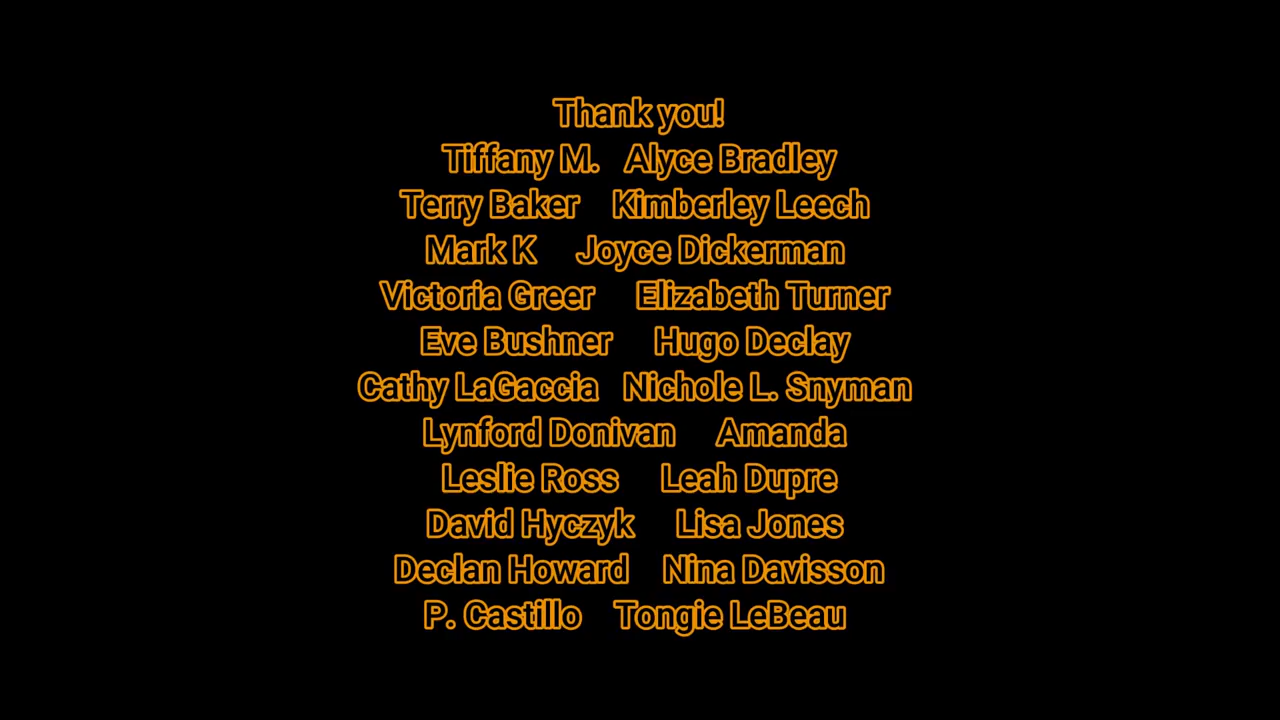 Thank you!
Tiffany M. Alyce Bradley
Terry Baker Kimberley Leech
Mark K Joyce Dickerman
Victoria Greer Elizabeth Turner
Eve Bushner Hugo Declay
Cathy LaGaccia Nichole L. Snyman
Lynford Donivan Amanda
Leslie Ross Leah Dupre
David Hyczyk Lisa Jones
Declan Howard Nina Davisson
P. Castillo Tongie LeBeau